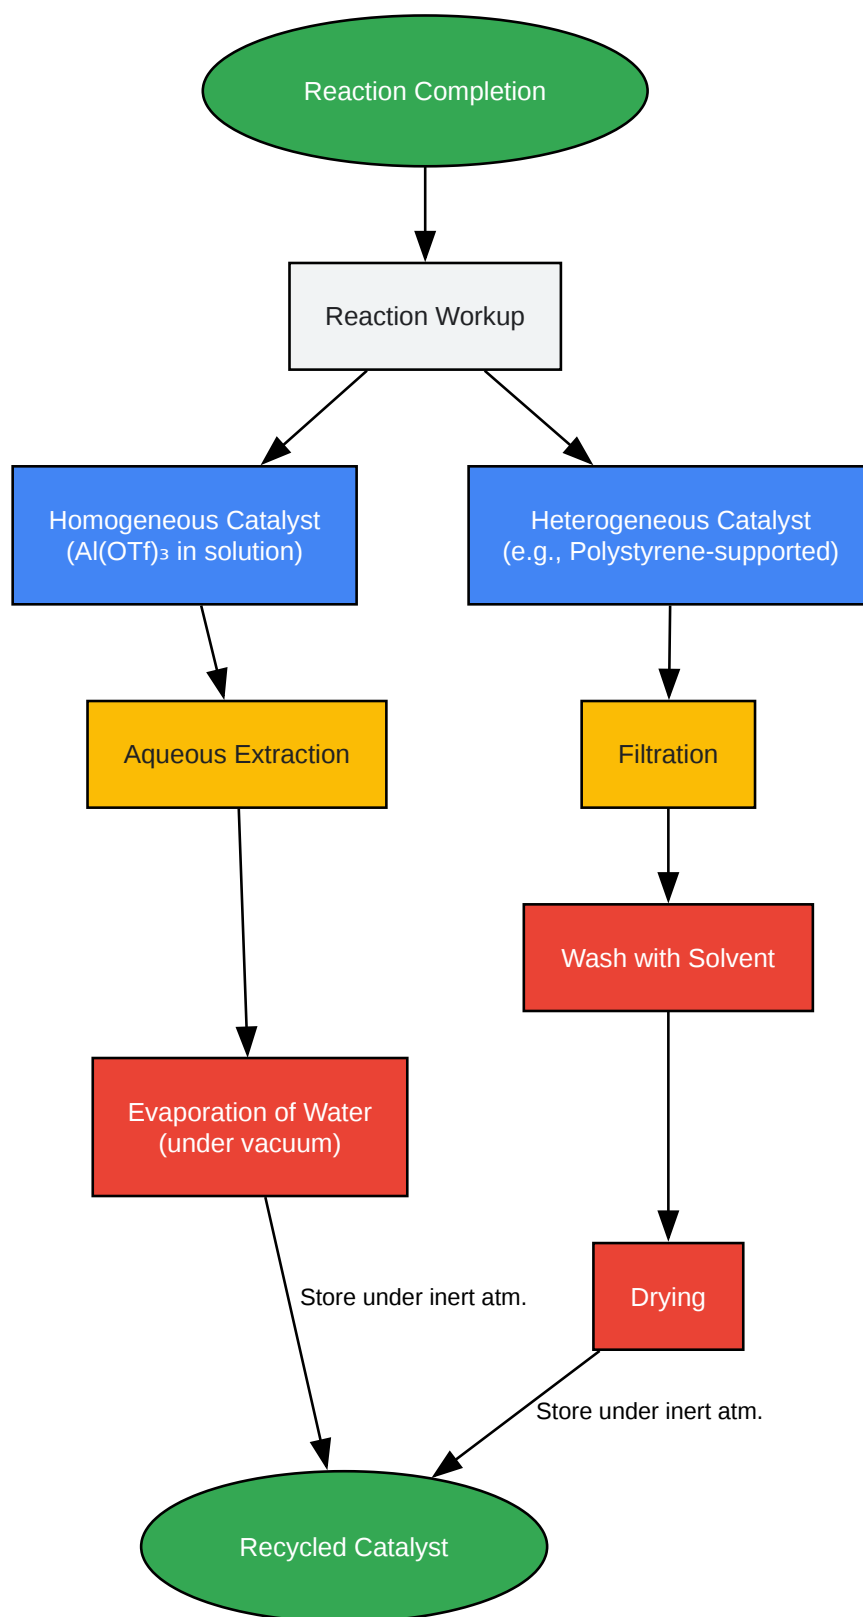 Reaction Completion
Reaction Workup
Homogeneous Catalyst
(Al(OTf)₃ in solution)
Heterogeneous Catalyst
(e.g., Polystyrene-supported)
Aqueous Extraction
Filtration
Wash with Solvent
Evaporation of Water
(under vacuum)
Store under inert atm.
Drying
Store under inert atm.
Recycled Catalyst